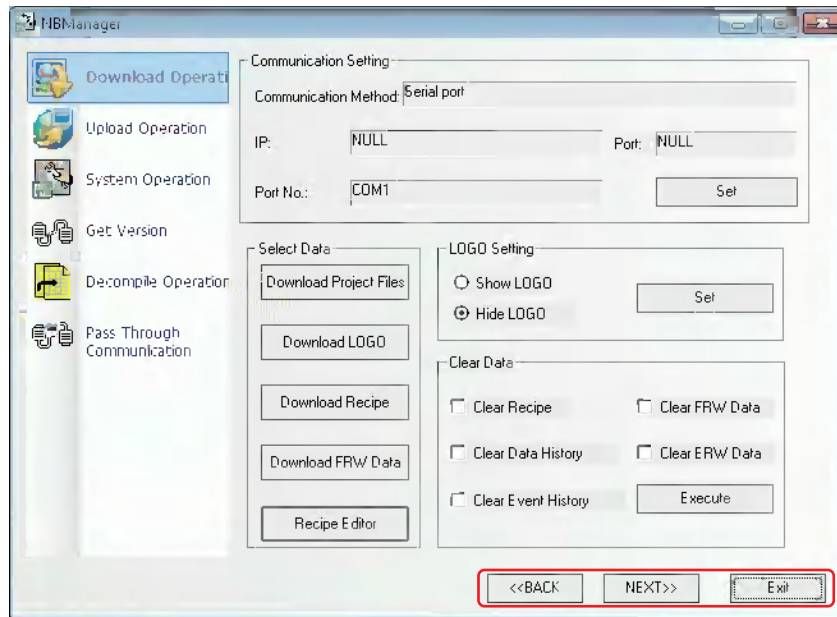 NBManager
Download Operati
Upload Operation
System Operation
Get Version
Decompile Operation
Pass Through
Communication
Communication Setting
Communication Method: Serial port
IP: NULL Port: NULL
Port No.: COM1 Set
Select Data
Download Project Files
Download LOGO
Download Recipe
Download FRW Data
Recipe Editor
LOGO Setting
Show LOGO
Hide LOGO
Set
Clear Data
Clear Recipe Clear FRW Data
Clear Data History Clear ERW Data
Clear Event History Execute
<<BACK NEXT>> Exit